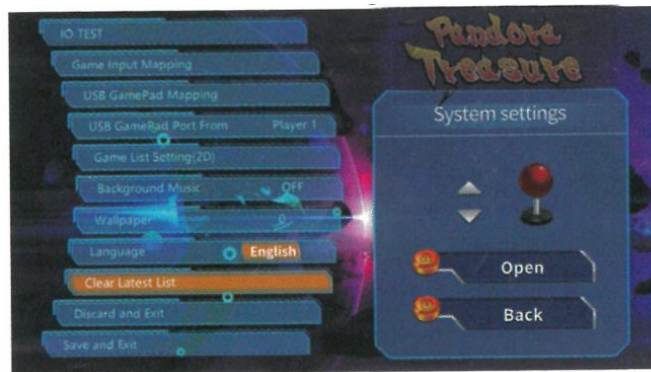 IO TEST
Game Input Mapping
USB GamePad Mapping
USB GamePad Port From Player 1
Game List Setting(2D)
Background Music OFF
Wallpaper 0
Language English
Clear Latest List
Discard and Exit
Save and Exit
Pandora
Treasure
System settings
Open
Back